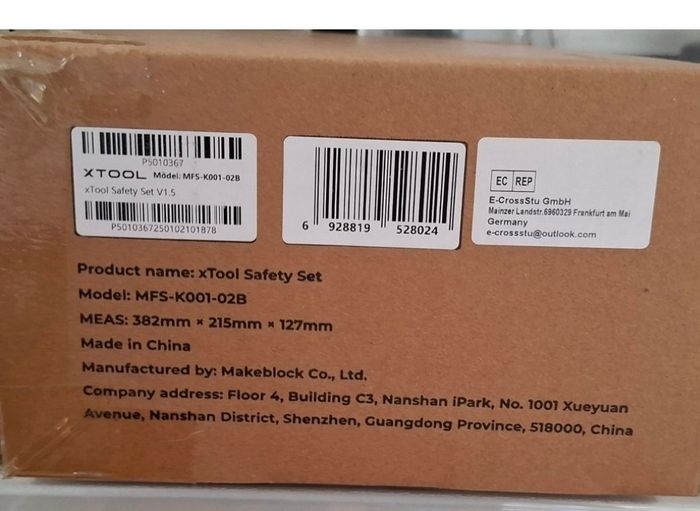 P5010367
XTOOL Model: MFS-K001-02B
xTool Safety Set V1.5
P5010367250102101878
6 928819 528024
EC REP
E-CrossStu GmbH
Mainzer Landstr.6960329 Frankfurt am Mai
Germany
e-crossstu@outlook.com
Product name: xTool Safety Set
Model: MFS-K001-02B
MEAS: 382mm × 215mm × 127mm
Made in China
Manufactured by: Makeblock Co., Ltd.
Company address: Floor 4, Building C3, Nanshan iPark, No. 1001 Xueyuan
Avenue, Nanshan District, Shenzhen, Guangdong Province, 518000, China